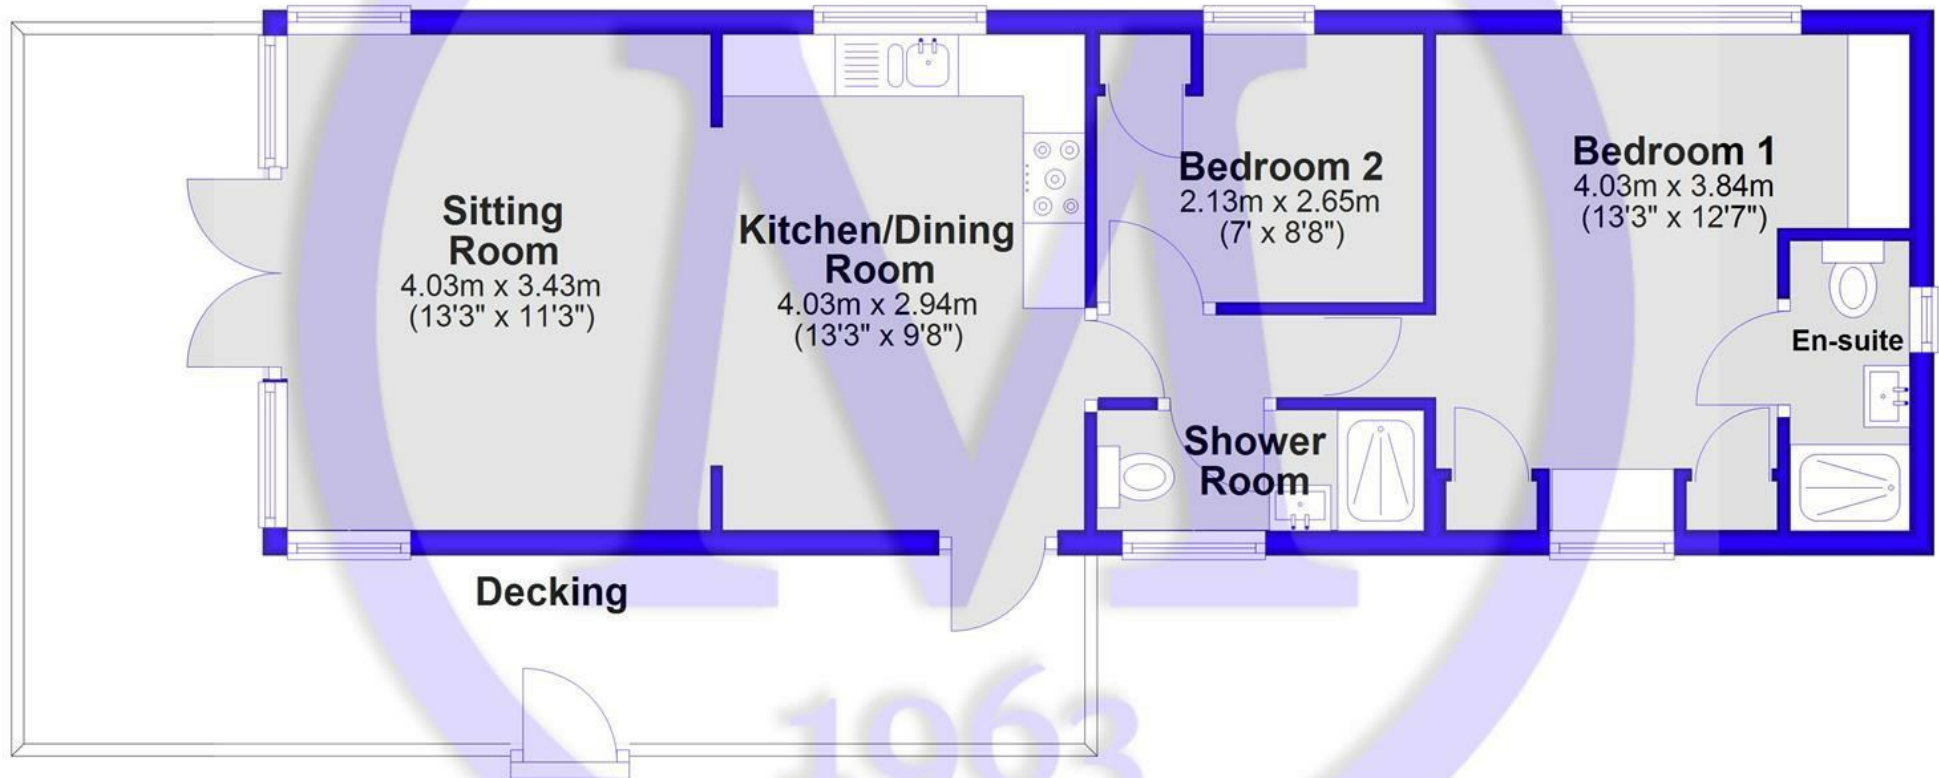 Sitting
Room
4.03m x 3.43m
(13'3" x 11'3")
Kitchen/Dining
Room
4.03m x 2.94m
(13'3" x 9'8")
Bedroom 2
2.13m x 2.65m
(7' x 8'8")
Bedroom 1
4.03m x 3.84m
(13'3" x 12'7")
En-suite
Shower
Room
Decking
M
1963